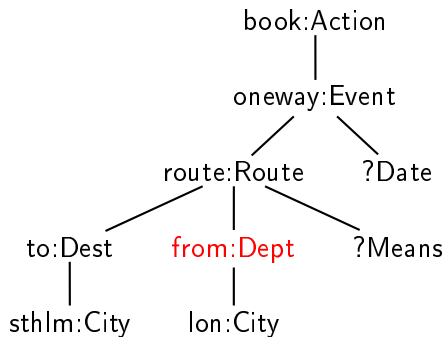 book:Action
oneway:Event
route:Route ?Date
to:Dest from:Dept ?Means
sthlm:City lon:City